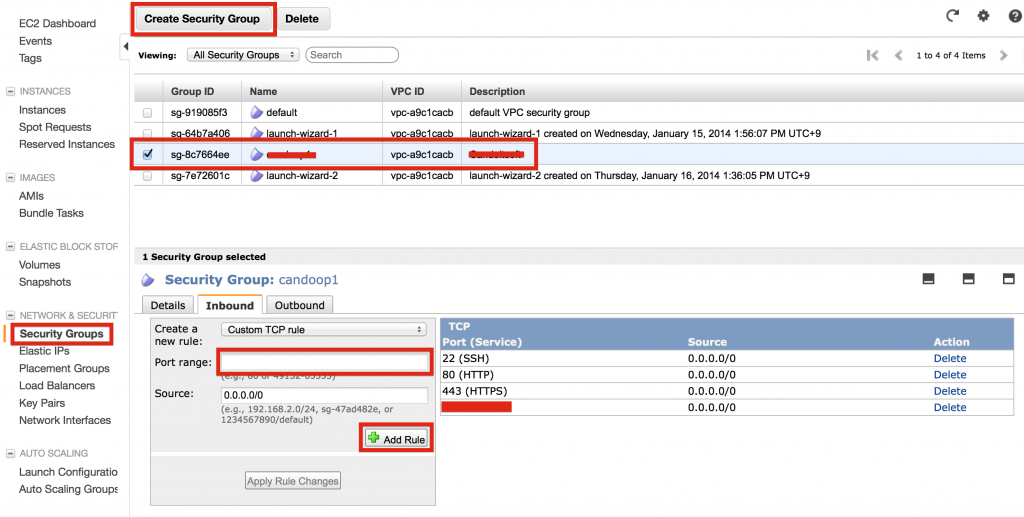 Create Security Group Delete
EC2 Dashboard
Events
Tags
INSTANCES
Instances
Spot Requests
Reserved Instances
IMAGES
AMIs
Bundle Tasks
ELASTIC BLOCK STOR
Volumes
Snapshots
NETWORK & SECURIT
Security Groups
Elastic IPs
Placement Groups
Load Balancers
Key Pairs
Network Interfaces
AUTO SCALING
Launch Configuratio
Auto Scaling Groups
Viewing: All Security Groups Search 1 to 4 of 4 Items
Group ID Name VPC ID Description
sg-919085f3 default vpc-a9c1cacb default VPC security group
sg-64b7a406 launch-wizard-1 vpc-a9c1cacb launch-wizard-1 created on Wednesday, January 15, 2014 1:56:07 PM UTC+9
sg-8c7664ee vpc-a9c1cacb
sg-7e72601c launch-wizard-2 vpc-a9c1cacb launch-wizard-2 created on Thursday, January 16, 2014 1:36:05 PM UTC+9
1 Security Group selected
Security Group: candoop1
Details Inbound Outbound
Create a
new rule: Custom TCP rule
Port range:
(e.g., 80 or 49152-65535)
Source: 0.0.0.0/0
(e.g., 192.168.2.0/24, sg-47ad482e, or
1234567890/default)
Add Rule
Apply Rule Changes
TCP
Port (Service) Source Action
22 (SSH) 0.0.0.0/0 Delete
80 (HTTP) 0.0.0.0/0 Delete
443 (HTTPS) 0.0.0.0/0 Delete
0.0.0.0/0 Delete